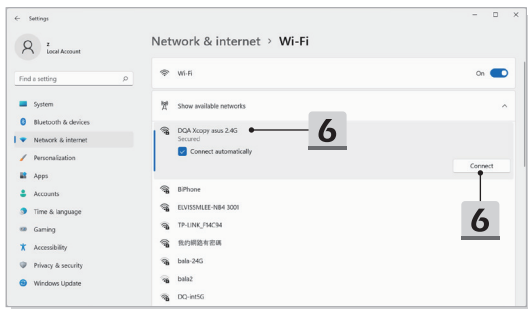 Settings
z
Local Account
Find a setting
System
Bluetooth & devices
Network & internet
Personalization
Apps
Accounts
Time & language
Gaming
Accessibility
Privacy & security
Windows Update
Network & internet > Wi-Fi
Wi-Fi
On
Show available networks
DQA Xcopy asus 2.4G
Secured
Connect automatically
6
Connect
6
BiPhone
ELVISSMLEE-NB4 3001
TP-LINK_F14C94
我的網路有密碼
bala-24G
bala2
OQ-int5G